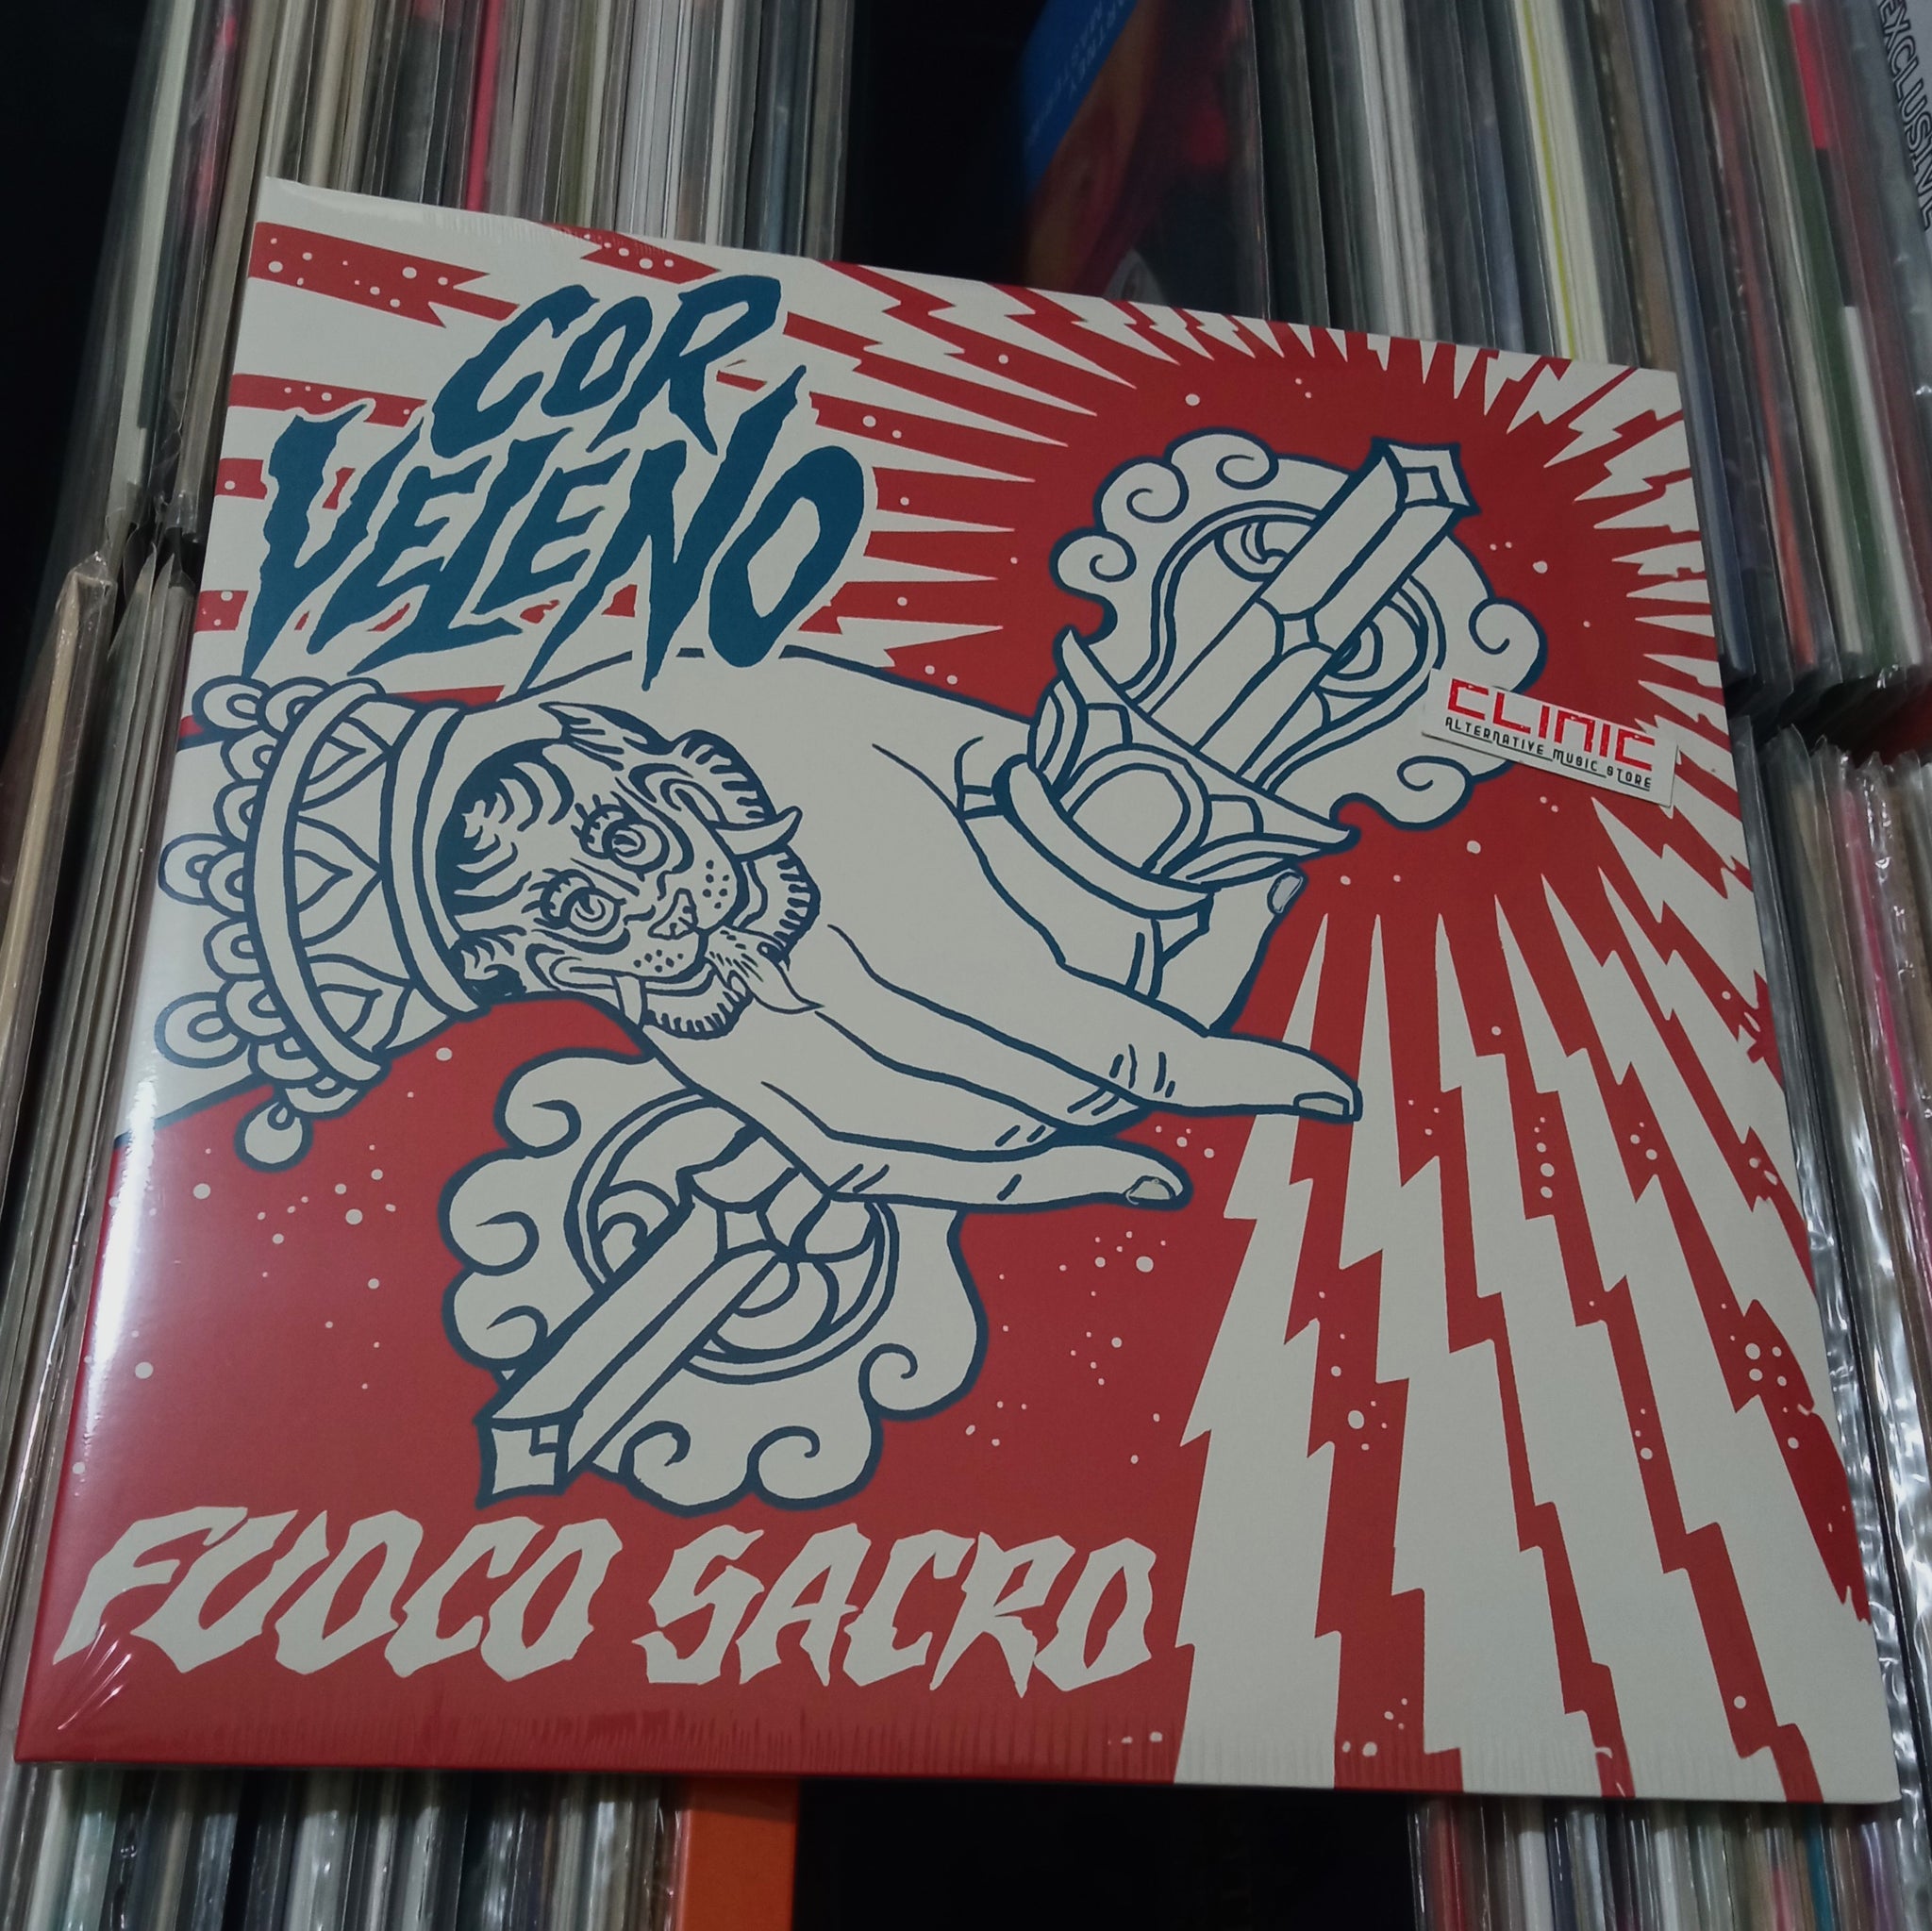 EXCLUSIVE
COR
VELENO
CLINIC
ALTERNATIVE MUSIC STORE
FUOCO SACRO